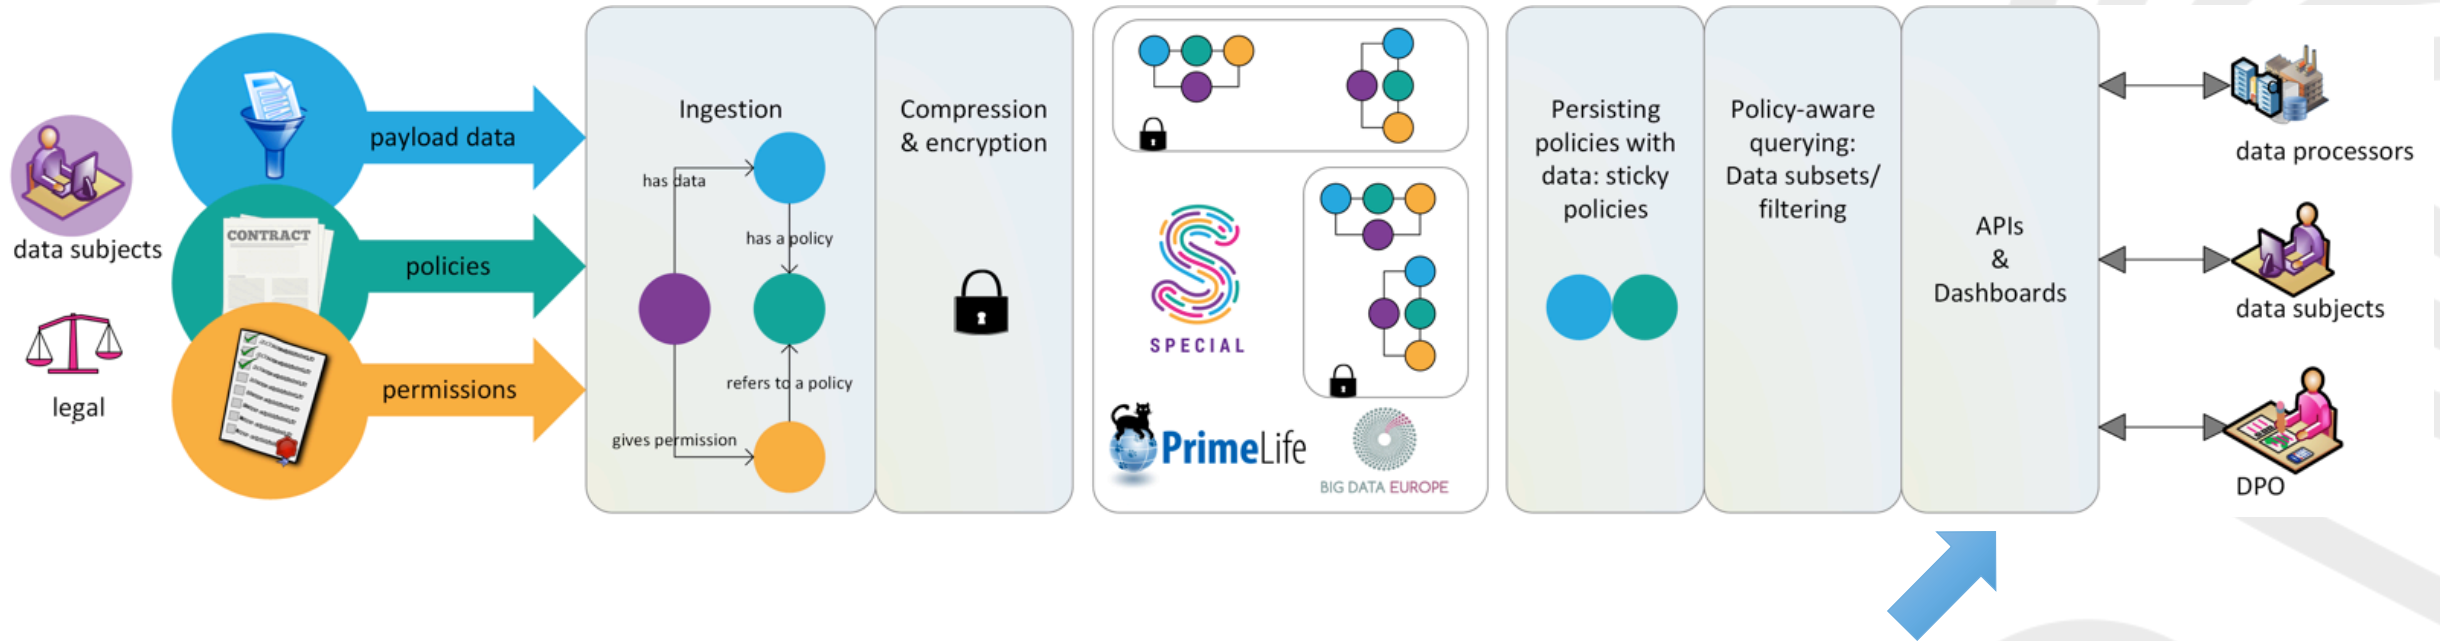 data subjects
legal
payload data
CONTRACT
policies
permissions
Ingestion
has data
has a policy
refers to a policy
gives permission
Compression
& encryption
SPECIAL
PrimeLife
BIG DATA EUROPE
Persisting
policies with
data: sticky
policies
Policy-aware
querying:
Data subsets/
filtering
APIs
&
Dashboards
data processors
data subjects
DPO